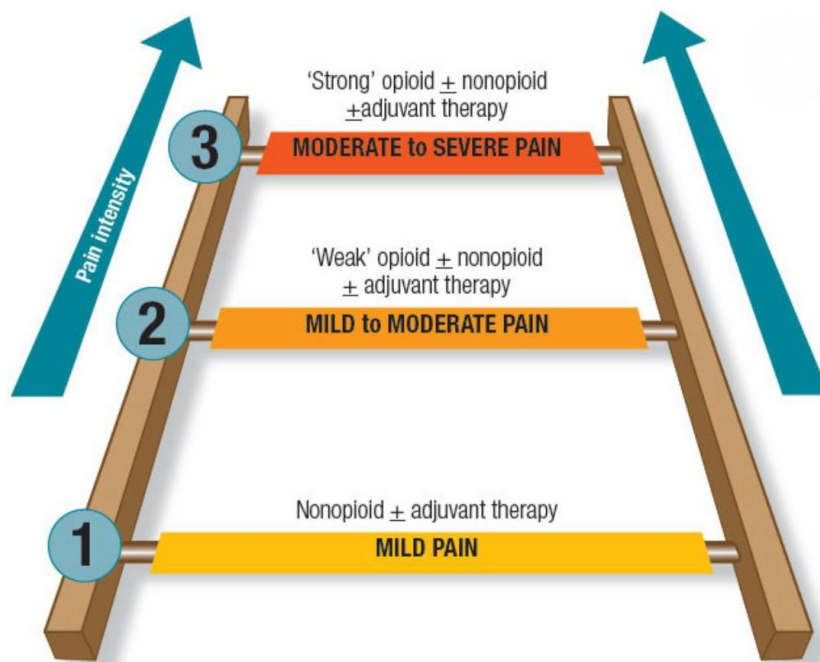 'Strong' opioid ± nonopioid
±adjuvant therapy
3
MODERATE to SEVERE PAIN
Pain intensity
'Weak' opioid ± nonopioid
± adjuvant therapy
2
MILD to MODERATE PAIN
Nonopioid ± adjuvant therapy
1
MILD PAIN